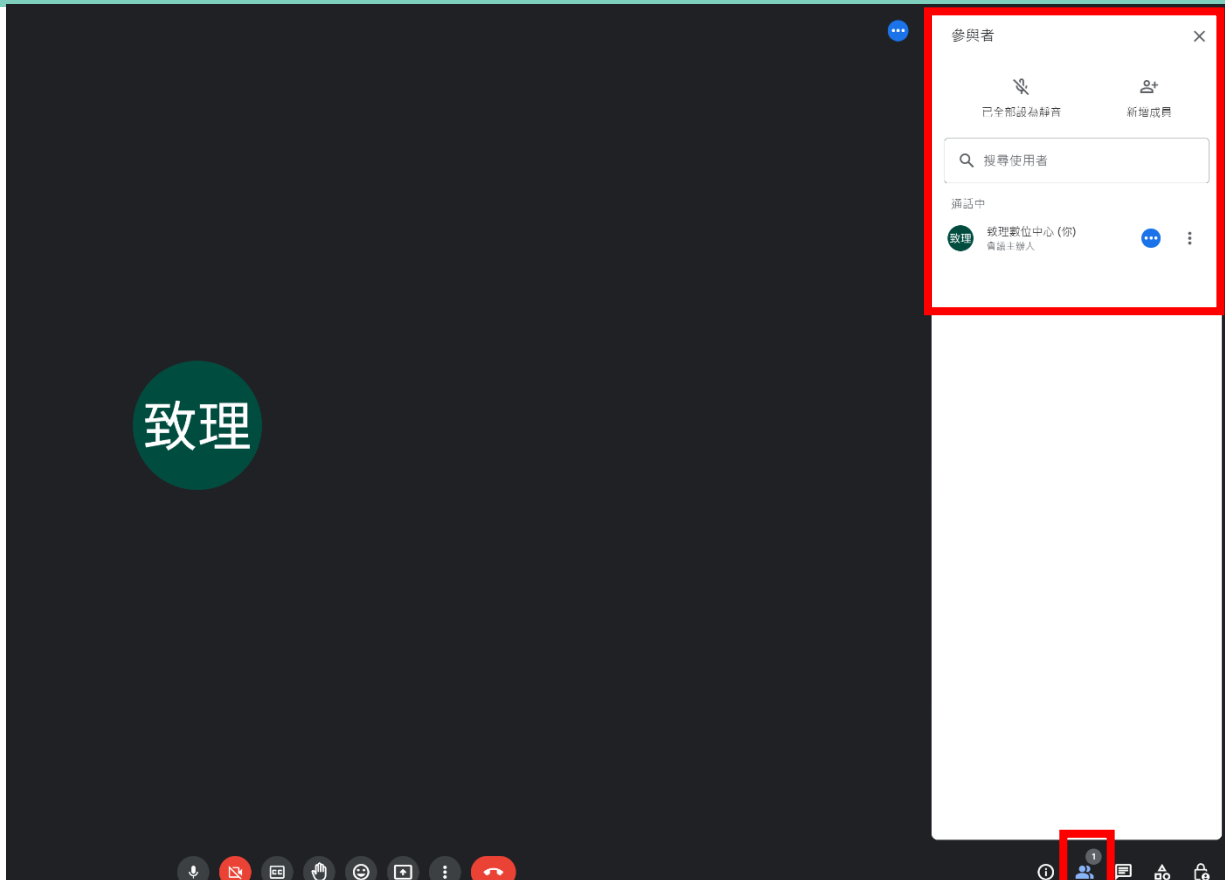 參與者
已全部設為靜音
新增成員
搜尋使用者
通話中
致理
致理數位中心 (你)
會議主辦人
致理
CC
1